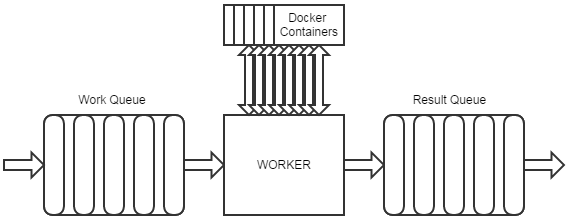 Docker
Containers
Work Queue
Result Queue
WORKER